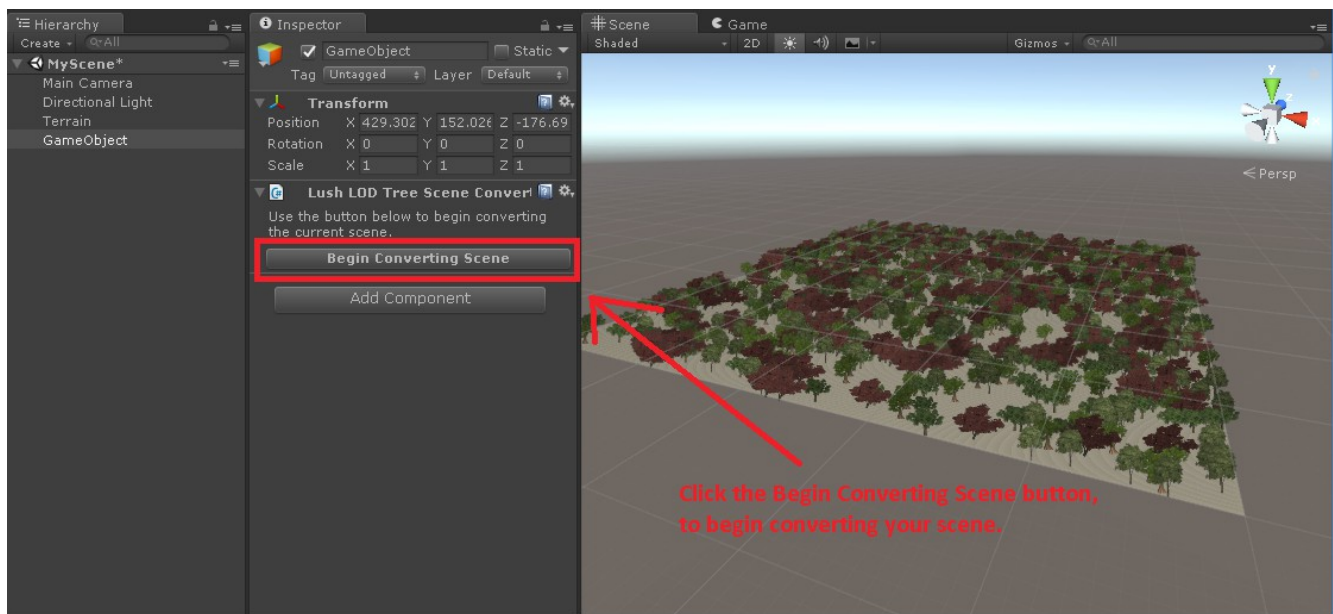 Hierarchy
Create
All
MyScene*
Main Camera
Directional Light
Terrain
GameObject
Inspector
GameObject
Static
Tag Untagged Layer Default
Transform
Position X 429.302 Y 152.026 Z -176.69
Rotation X 0 Y 0 Z 0
Scale X 1 Y 1 Z 1
Lush LOD Tree Scene Conver
Use the button below to begin converting
the current scene.
Begin Converting Scene
Add Component
Scene
Game
Shaded
2D
Gizmos
All
y
z
Persp
Click the Begin Converting Scene button,
to begin converting your scene.